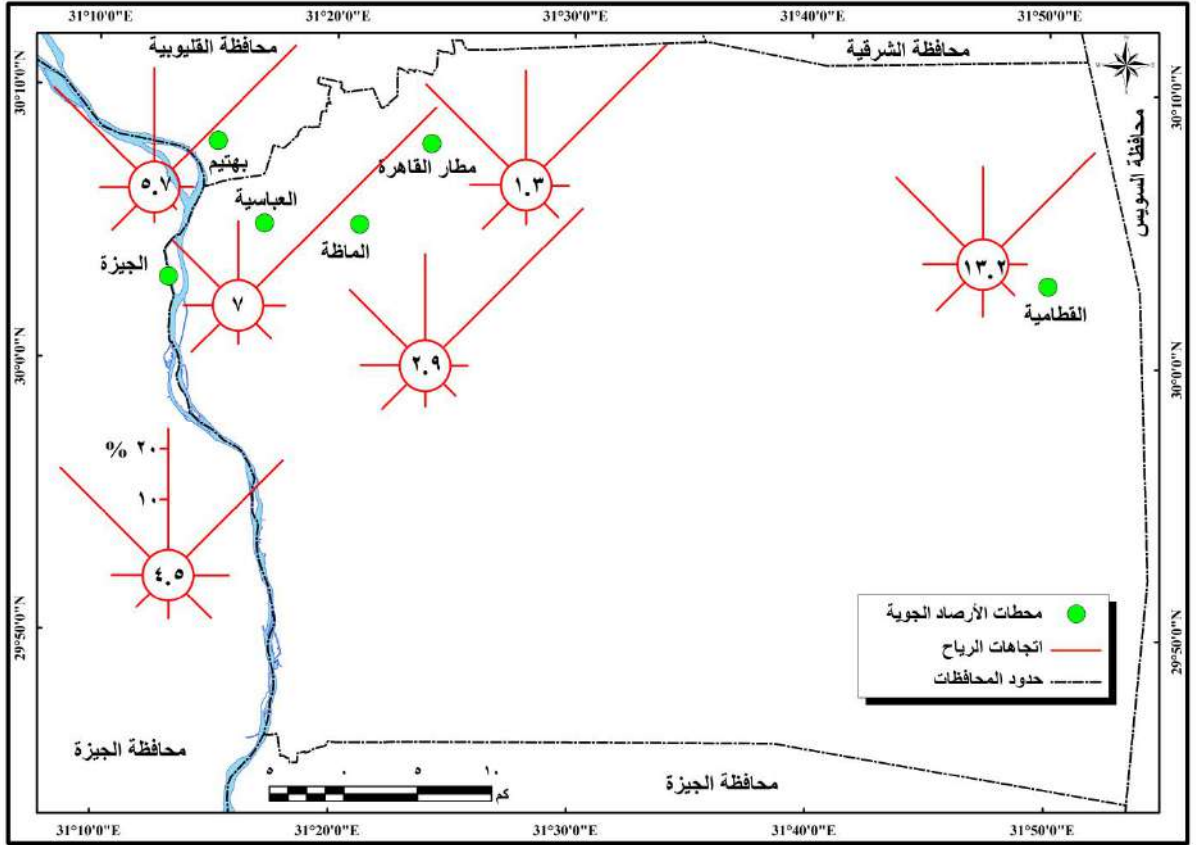 31°10'0"E
31°20'0"E
31°30'0"E
31°40'0"E
31°50'0"E
محافظة القليوبية
محافظة الشرقية
30°10'0"N
30°10'0"N
محافظة السويس
بهتيم
مطار القاهرة
٥.٧
١.٣
العباسية
الماظة
الجيزة
١٣.٢
القطامية
٧
30°0'0"N
30°0'0"N
٢.٩
% ٢٠
١٠
٤.٥
محطات الأرصاد الجوية
اتجاهات الرياح
حدود المحافظات
29°50'0"N
29°50'0"N
محافظة الجيزة
محافظة الجيزة
٥ ٠ ٥ ١٠
كم
31°10'0"E
31°20'0"E
31°30'0"E
31°40'0"E
31°50'0"E